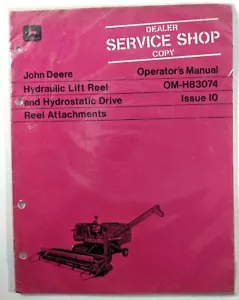 DEALER
SERVICE SHOP
COPY
John Deere
Hydraulic Lift Reel
and Hydrostatic Drive
Reel Attachments
Operator's Manual
OM-H83074
Issue I0